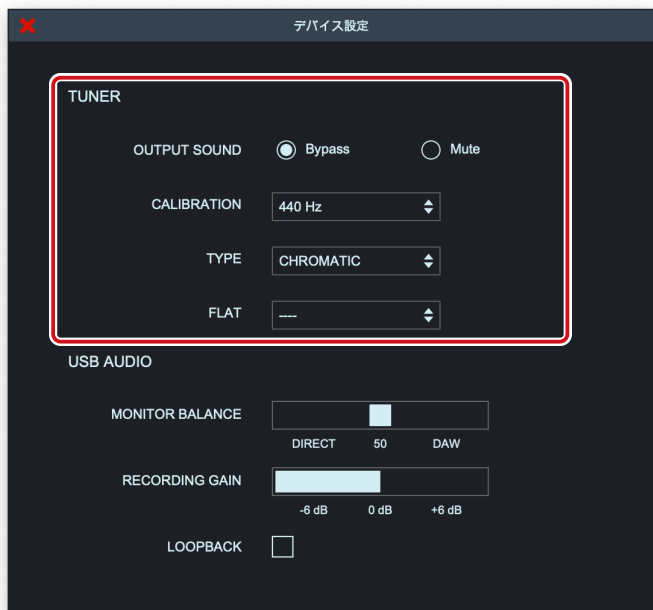 デバイス設定
TUNER
OUTPUT SOUND Bypass Mute
CALIBRATION 440 Hz
TYPE CHROMATIC
FLAT ----
USB AUDIO
MONITOR BALANCE
DIRECT 50 DAW
RECORDING GAIN
-6 dB 0 dB +6 dB
LOOPBACK